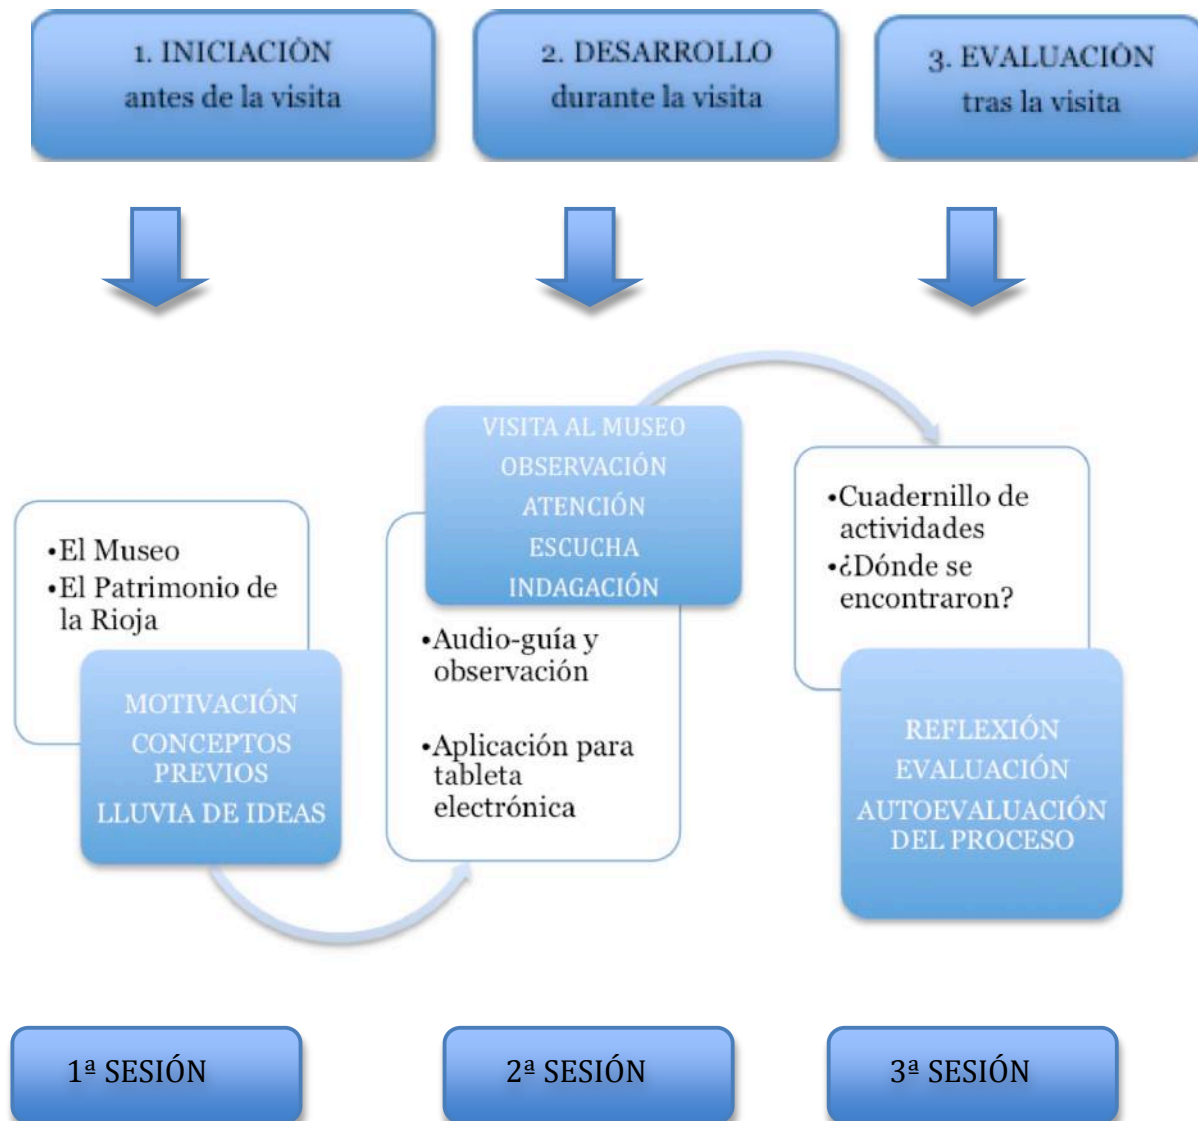 1. INICIACIÓN
antes de la visita
2. DESARROLLO
durante la visita
3. EVALUACIÓN
tras la visita
•El Museo
•El Patrimonio de
la Rioja
MOTIVACIÓN
CONCEPTOS
PREVIOS
LLUVIA DE IDEAS
VISITA AL MUSEO
OBSERVACIÓN
ATENCIÓN
ESCUCHA
INDAGACIÓN
•Audio-guía y
observación
•Aplicación para
tableta
electrónica
•Cuadernillo de
actividades
•¿Dónde se
encontraron?
REFLEXIÓN
EVALUACIÓN
AUTOEVALUACIÓN
DEL PROCESO
1ª SESIÓN
2ª SESIÓN
3ª SESIÓN